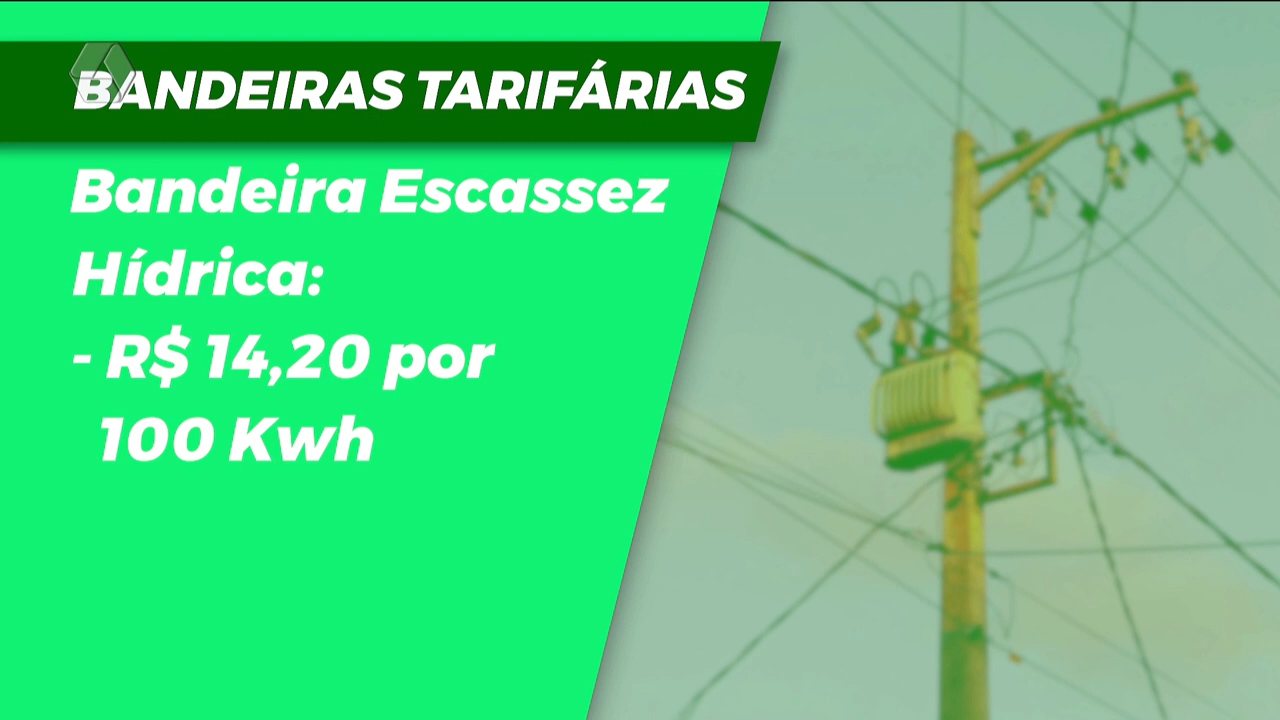 BANDEIRAS TARIFÁRIAS
Bandeira Escassez
Hídrica:
- R$ 14,20 por
100 Kwh